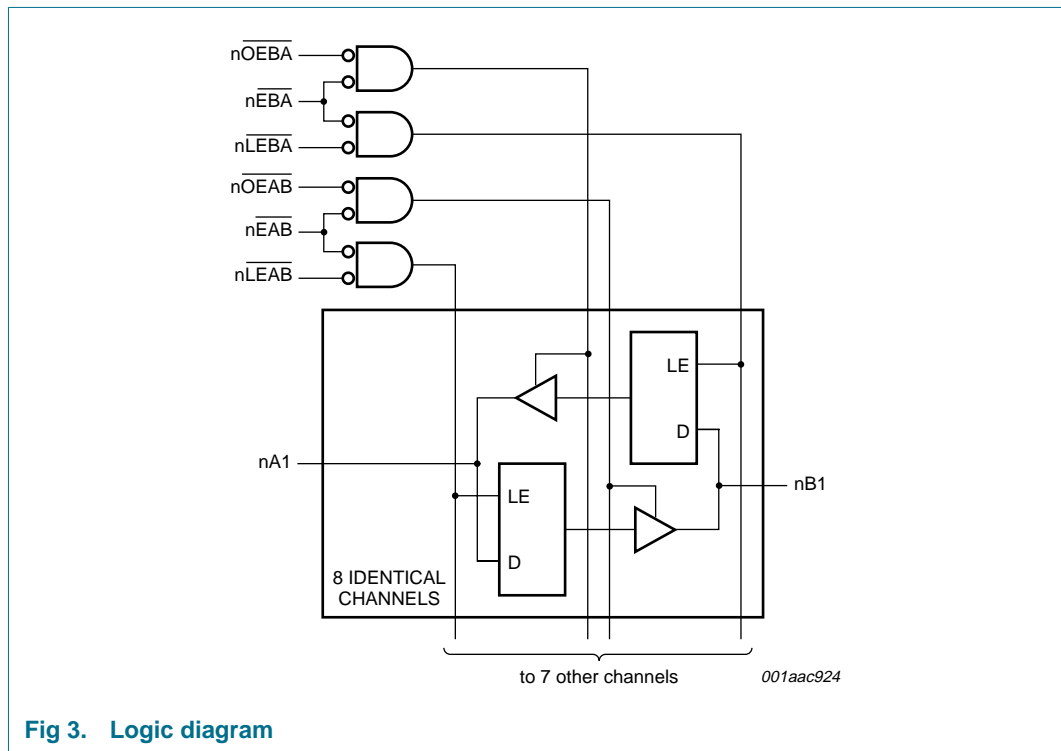 nOEBA
nEBA
nLEBA
nOEAB
nEAB
nLEAB
LE
D
nA1
nB1
LE
D
8 IDENTICAL
CHANNELS
to 7 other channels
001aac924
Fig 3. Logic diagram